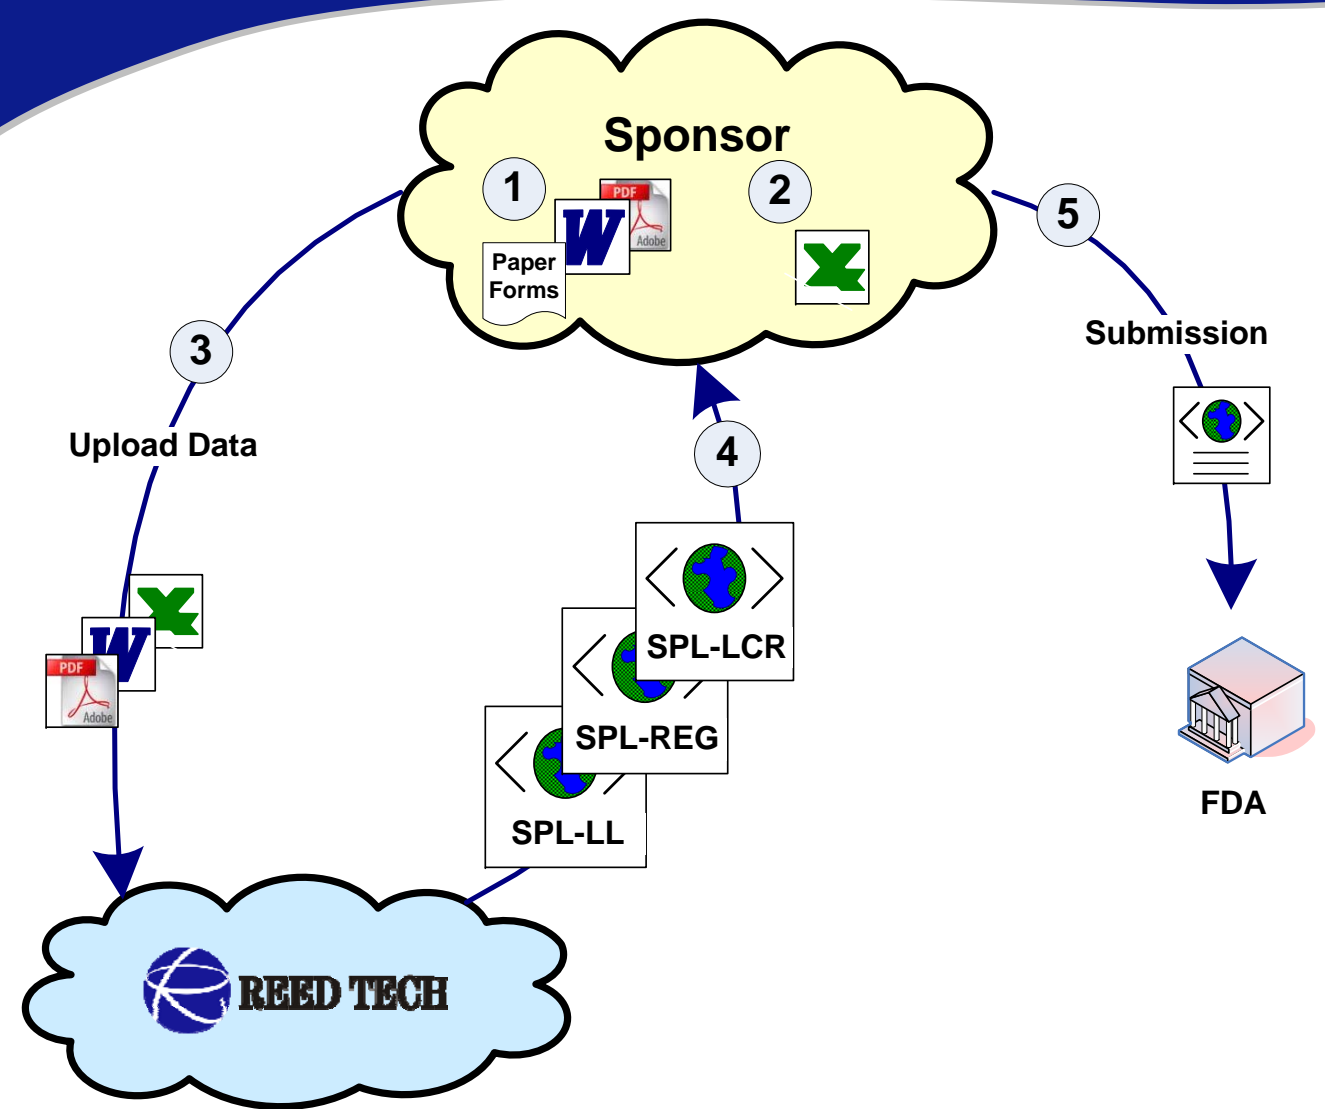 Sponsor
1
2
PDF
W
Adobe
Paper
Forms
X
5
Submission
3
Upload Data
4
SPL-LCR
SPL-REG
SPL-LL
X
W
PDF
Adobe
FDA
REED TECH